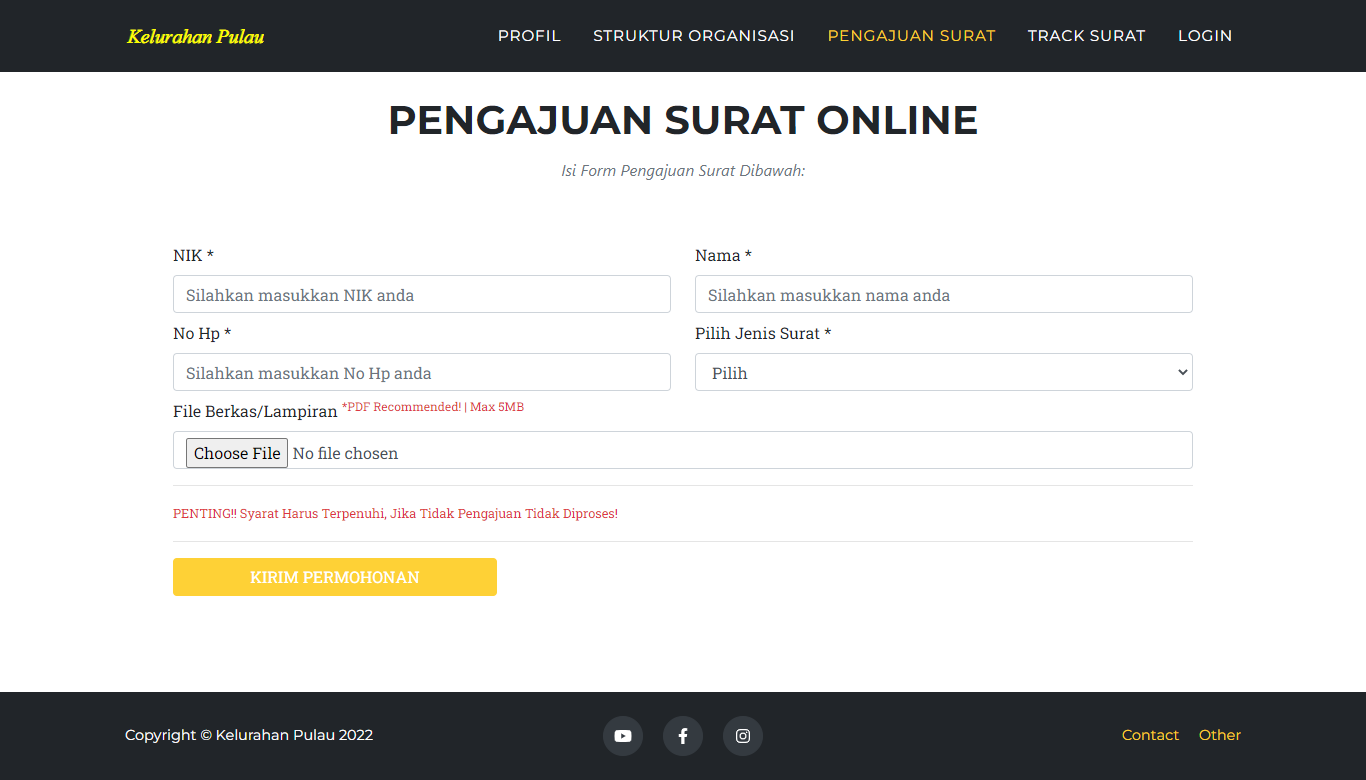 Kelurahan Pulau
PROFIL STRUKTUR ORGANISASI PENGAJUAN SURAT TRACK SURAT LOGIN
PENGAJUAN SURAT ONLINE
Isi Form Pengajuan Surat Dibawah:
NIK *
Silahkan masukkan NIK anda
Nama *
Silahkan masukkan nama anda
No Hp *
Silahkan masukkan No Hp anda
Pilih Jenis Surat *
Pilih
File Berkas/Lampiran *PDF Recommended! | Max 5MB
Choose File No file chosen
PENTING!! Syarat Harus Terpenuhi, Jika Tidak Pengajuan Tidak Diproses!
KIRIM PERMOHONAN
Copyright © Kelurahan Pulau 2022
Contact Other